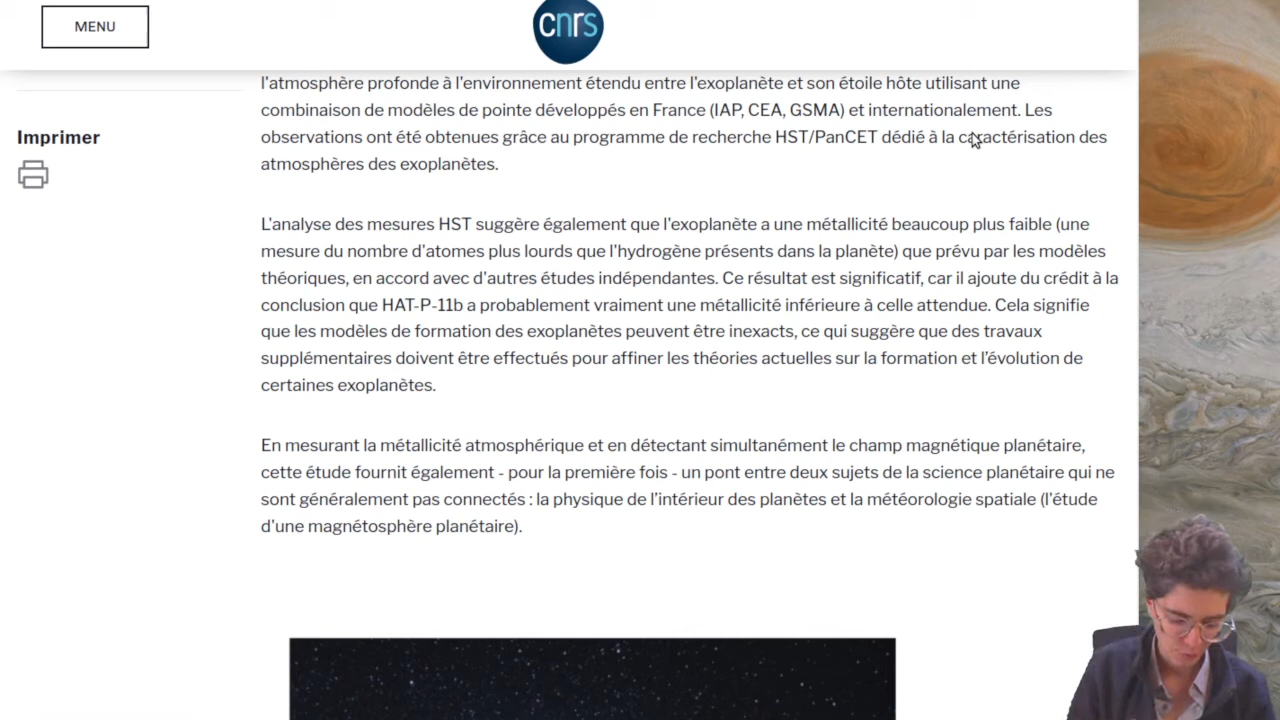 MENU
cnrs
l'atmosphère profonde à l'environnement étendu entre l'exoplanète et son étoile hôte utilisant une
combinaison de modèles de pointe développés en France (IAP, CEA, GSMA) et internationalement. Les
observations ont été obtenues grâce au programme de recherche HST/PanCET dédié à la caractérisation des
atmosphères des exoplanètes.
Imprimer
L'analyse des mesures HST suggère également que l'exoplanète a une métallicité beaucoup plus faible (une
mesure du nombre d'atomes plus lourds que l'hydrogène présents dans la planète) que prévu par les modèles
théoriques, en accord avec d'autres études indépendantes. Ce résultat est significatif, car il ajoute du crédit à la
conclusion que HAT-P-11b a probablement vraiment une métallicité inférieure à celle attendue. Cela signifie
que les modèles de formation des exoplanètes peuvent être inexacts, ce qui suggère que des travaux
supplémentaires doivent être effectués pour affiner les théories actuelles sur la formation et l’évolution de
certaines exoplanètes.
En mesurant la métallicité atmosphérique et en détectant simultanément le champ magnétique planétaire,
cette étude fournit également - pour la première fois - un pont entre deux sujets de la science planétaire qui ne
sont généralement pas connectés : la physique de l’intérieur des planètes et la météorologie spatiale (l'étude
d'une magnétosphère planétaire).